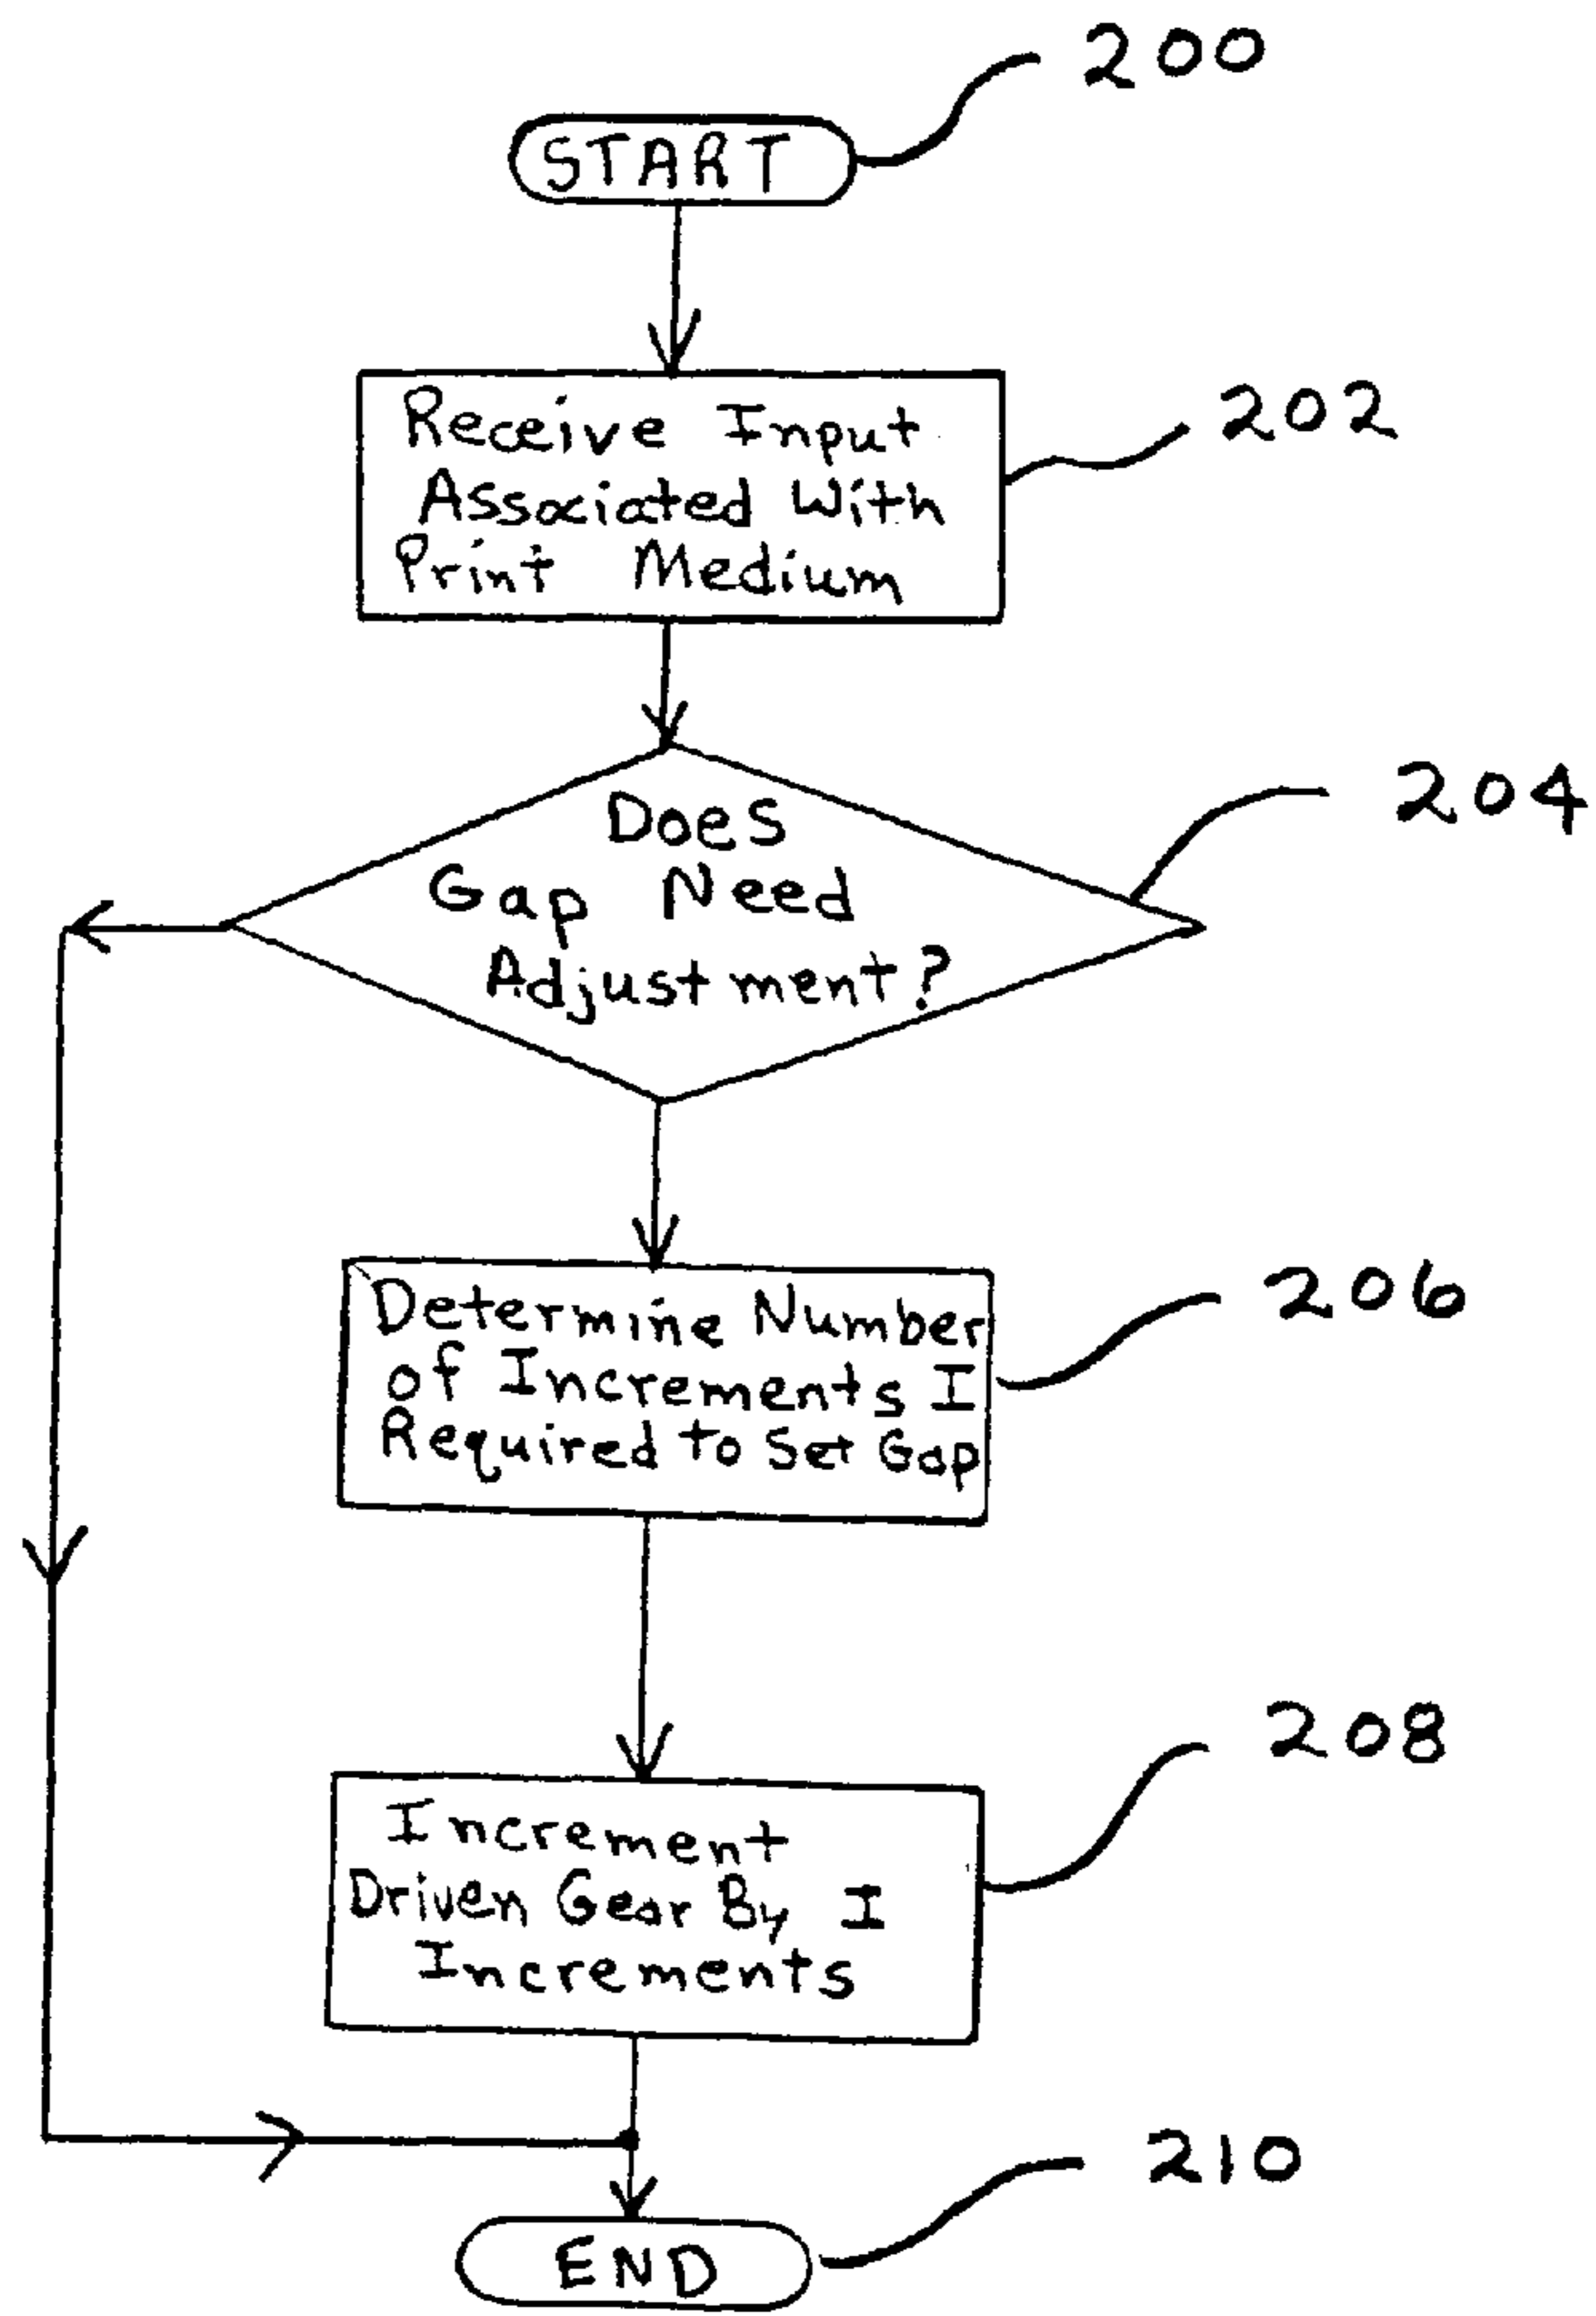 200
START
Receive Input
Associated With
Print Medium
202
Does
Gap Need
Adjustment?
204
Determine Number
of Increments I
Required to Set Gap
206
Increment
Driven Gear By I
Increments
208
END
210